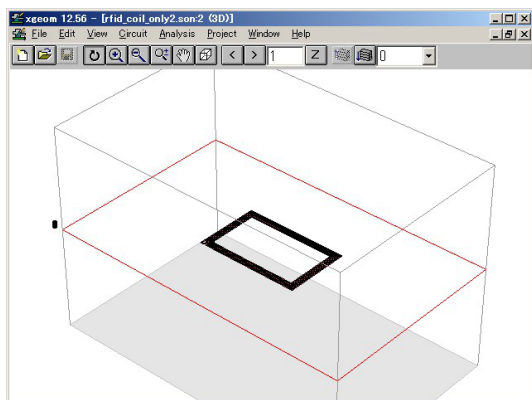 xgeom 12.56 - [rfid_coil_only2.son:2 (3D)]
File Edit View Circuit Analysis Project Window Help
1 Z 0